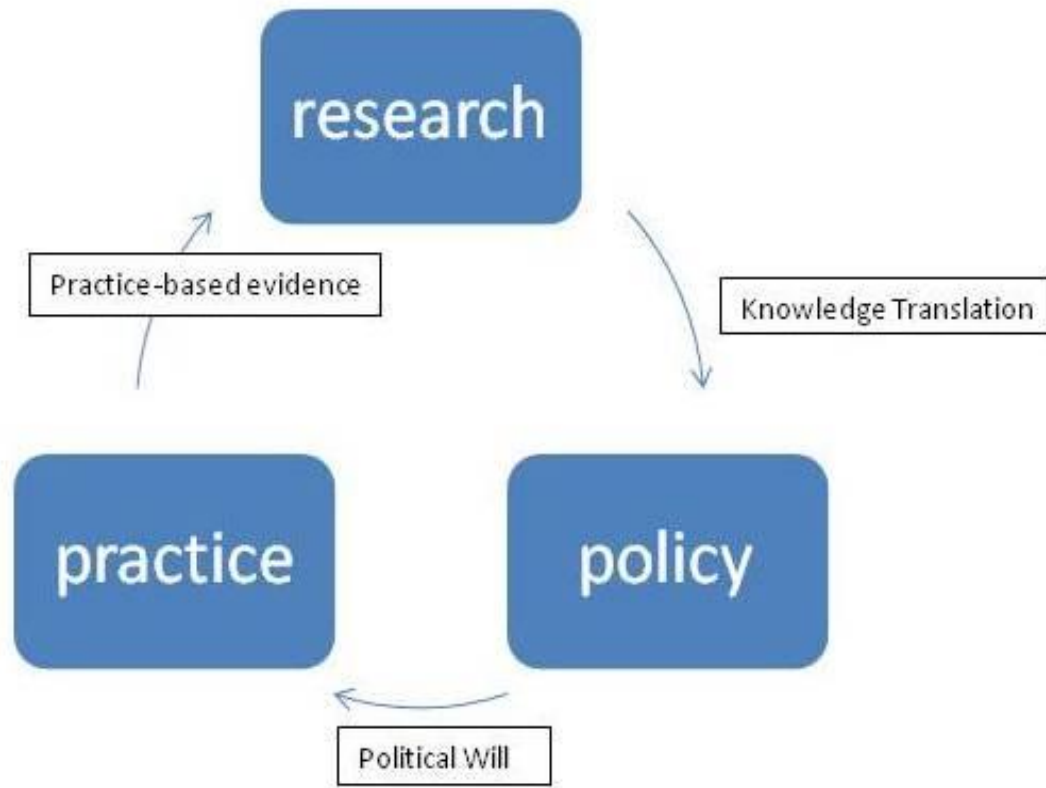 research
Practice-based evidence
Knowledge Translation
practice
policy
Political Will